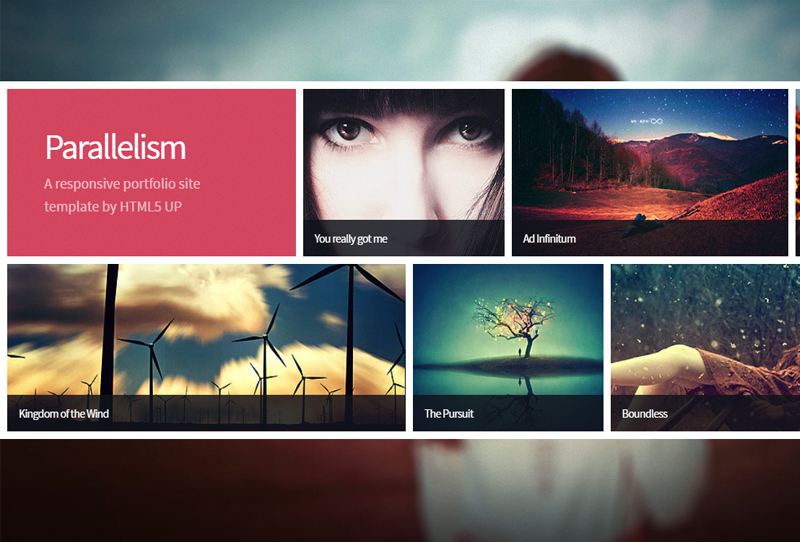 Parallelism
A responsive portfolio site
template by HTML5 UP
You really got me
Ad Infinitum
Kingdom of the Wind
The Pursuit
Boundless